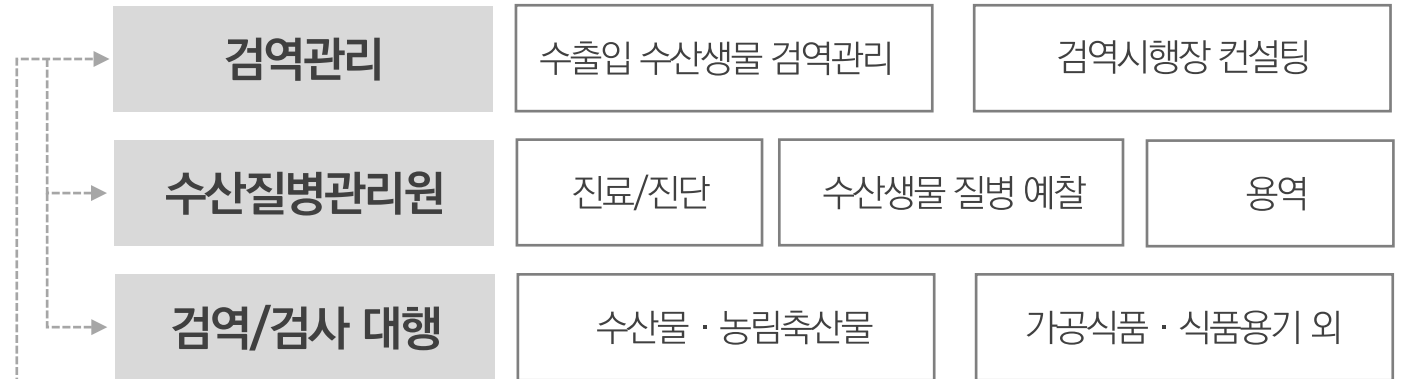 검역관리
수출입 수산생물 검역관리
검역시행장 컨설팅
수산질병관리원
진료/진단
수산생물 질병 예찰
용역
검역/검사 대행
수산물 · 농림축산물
가공식품 · 식품용기 외